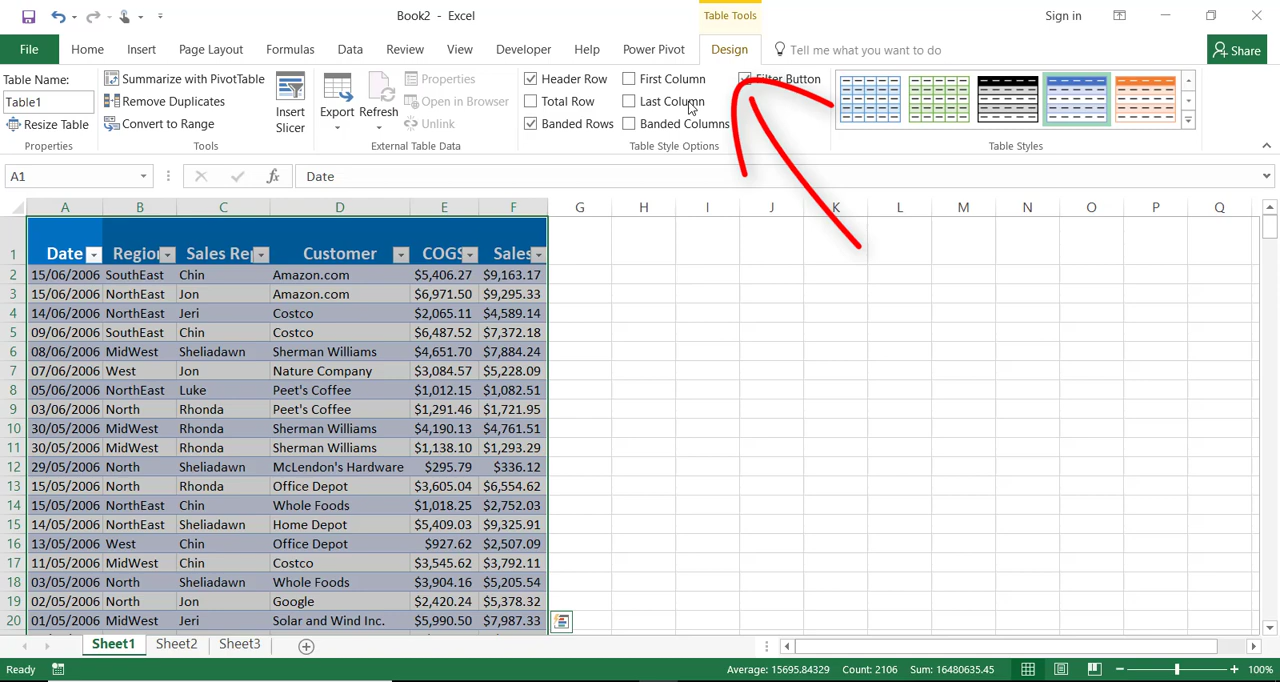 Book2 - Excel
Table Tools
Sign in
File Home Insert Page Layout Formulas Data Review View Developer Help Power Pivot Design Tell me what you want to do Share
Table Name:
Table1
Resize Table
Properties
Summarize with PivotTable
Remove Duplicates
Convert to Range
Insert
Slicer
Tools
Export
Refresh
Properties
Open in Browser
Unlink
External Table Data
Header Row
Total Row
Banded Rows
First Column
Last Column
Banded Columns
Filter Button
Table Style Options
Table Styles
A1 fx Date
A B C D E F G H I J K L M N O P Q
1 Date Region Sales Re Customer COGS Sales
2 15/06/2006 SouthEast Chin Amazon.com $5,406.27 $9,163.17
3 15/06/2006 NorthEast Jon Amazon.com $6,971.50 $9,295.33
4 14/06/2006 NorthEast Jeri Costco $2,065.11 $4,589.14
5 09/06/2006 SouthEast Chin Costco $6,487.52 $7,372.18
6 08/06/2006 MidWest Sheliadawn Sherman Williams $4,651.70 $7,884.24
7 07/06/2006 West Jon Nature Company $3,084.57 $5,228.09
8 05/06/2006 NorthEast Luke Peet's Coffee $1,012.15 $1,082.51
9 03/06/2006 North Rhonda Peet's Coffee $1,291.46 $1,721.95
10 30/05/2006 MidWest Rhonda Sherman Williams $4,190.13 $4,761.51
11 30/05/2006 MidWest Rhonda Sherman Williams $1,138.10 $1,293.29
12 29/05/2006 North Sheliadawn McLendon's Hardware $295.79 $336.12
13 15/05/2006 North Rhonda Office Depot $3,605.04 $6,554.62
14 15/05/2006 NorthEast Chin Whole Foods $1,018.25 $2,752.03
15 14/05/2006 NorthEast Sheliadawn Home Depot $5,409.03 $9,325.91
16 13/05/2006 West Chin Office Depot $927.62 $2,507.09
17 11/05/2006 MidWest Chin Costco $3,545.62 $3,792.11
18 03/05/2006 North Sheliadawn Whole Foods $3,904.16 $5,205.54
19 02/05/2006 North Jon Google $2,420.24 $5,378.32
20 01/05/2006 MidWest Jeri Solar and Wind Inc. $5,990.50 $7,987.33
Sheet1 Sheet2 Sheet3
Ready Average: 15695.84329 Count: 2106 Sum: 16480635.45 100%